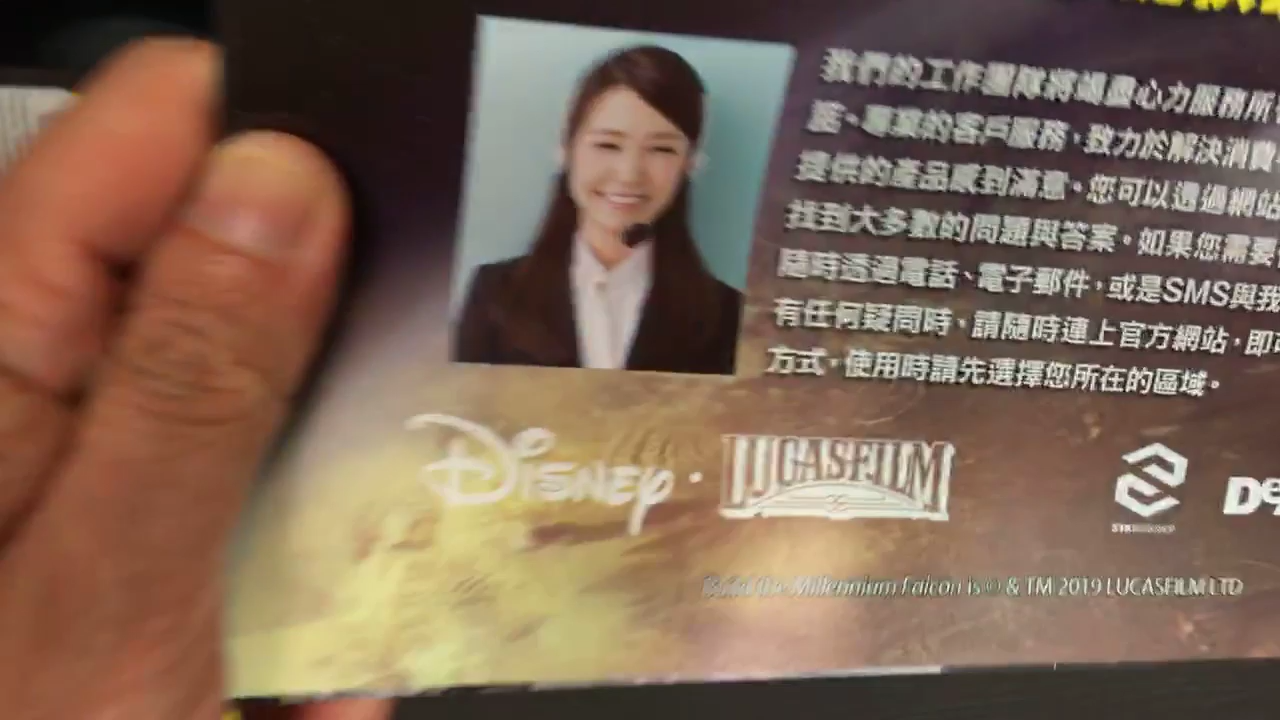 我們的工作團隊將竭盡心力服務所
話、專業的客戶服務，致力於解決消費
提供的產品感到滿意。您可以透過網站
找到大多數的問題與答案。如果您需要
隨時透過電話、電子郵件，或是SMS與我
有任何疑問時，請隨時連上官方網站，即可
方式，使用時請先選擇您所在的區域。
Disney · LUCASFILM
De
Build the Millennium Falcon is © & TM 2019 LUCASFILM LTD